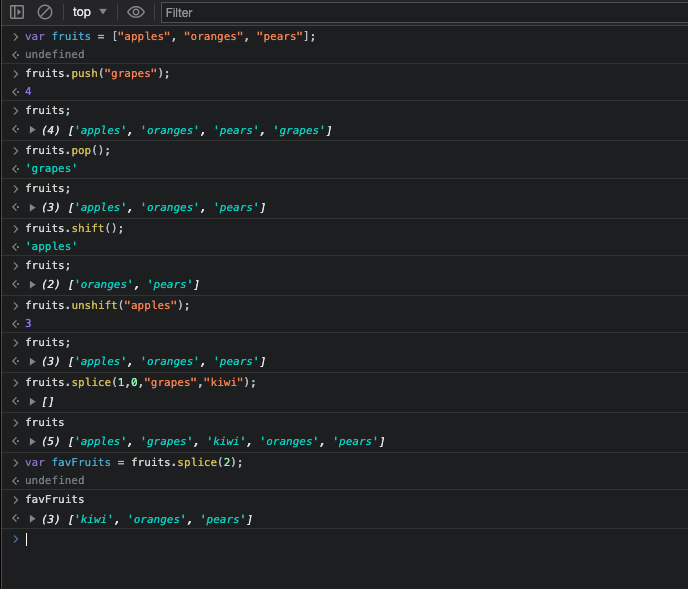 top ▼ Filter
> var fruits = ["apples", "oranges", "pears"];
<· undefined
> fruits.push("grapes");
<· 4
> fruits;
<· ▶ (4) ['apples', 'oranges', 'pears', 'grapes']
> fruits.pop();
<· 'grapes'
> fruits;
<· ▶ (3) ['apples', 'oranges', 'pears']
> fruits.shift();
<· 'apples'
> fruits;
<· ▶ (2) ['oranges', 'pears']
> fruits.unshift("apples");
<· 3
> fruits;
<· ▶ (3) ['apples', 'oranges', 'pears']
> fruits.splice(1,0,"grapes","kiwi");
<· ▶ []
> fruits
<· ▶ (5) ['apples', 'grapes', 'kiwi', 'oranges', 'pears']
> var favFruits = fruits.splice(2);
<· undefined
> favFruits
<· ▶ (3) ['kiwi', 'oranges', 'pears']
>